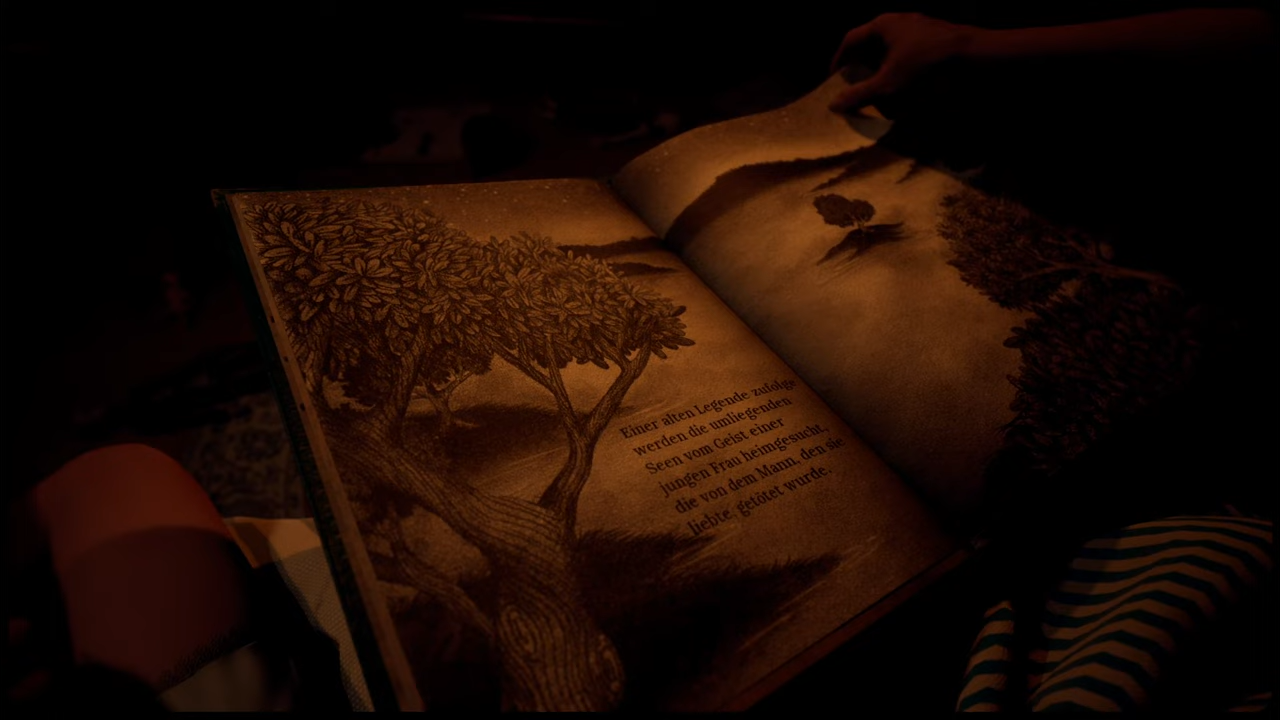 Einer alten Legende zufolge
werden die umliegenden
Seen vom Geist einer
jungen Frau heimgesucht,
die von dem Mann, den sie
liebte, getötet wurde.